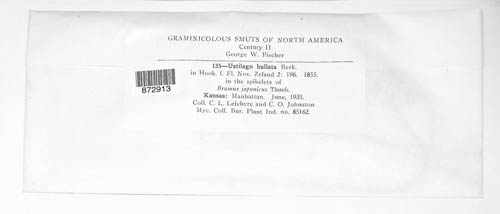 GRAMINICOLOUS SMUTS OF NORTH AMERICA
Century II
George W. Fischer
135—Ustilago bullata Berk.
in Hook. f. Fl. Nov. Zeland 2: 196. 1855.
in the spikelets of
Bromus japonicus Thunb.
Kansas: Manhattan. June, 1935.
Coll. C. L. Lefebvre and C. O. Johnston
Myc. Coll. Bur. Plant Ind. no. 85162.
872913